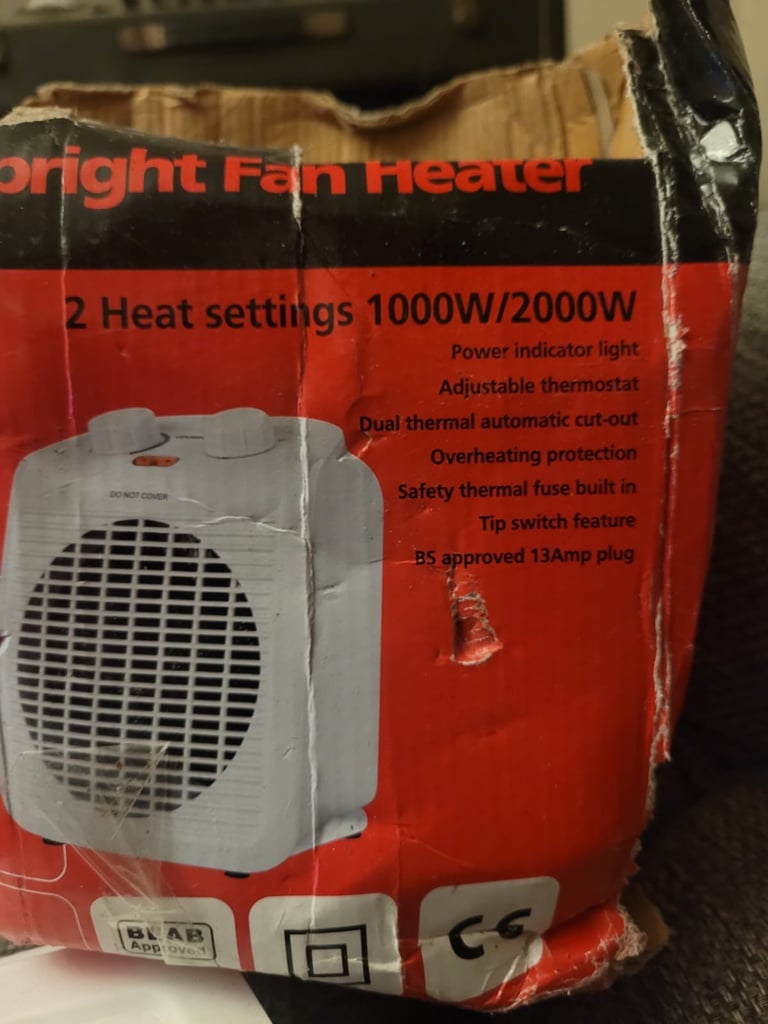 bright Fan Heater
2 Heat settings 1000W/2000W
Power indicator light
Adjustable thermostat
Dual thermal automatic cut-out
Overheating protection
Safety thermal fuse built in
Tip switch feature
BS approved 13Amp plug
DO NOT COVER
BEAB
Approved
CE